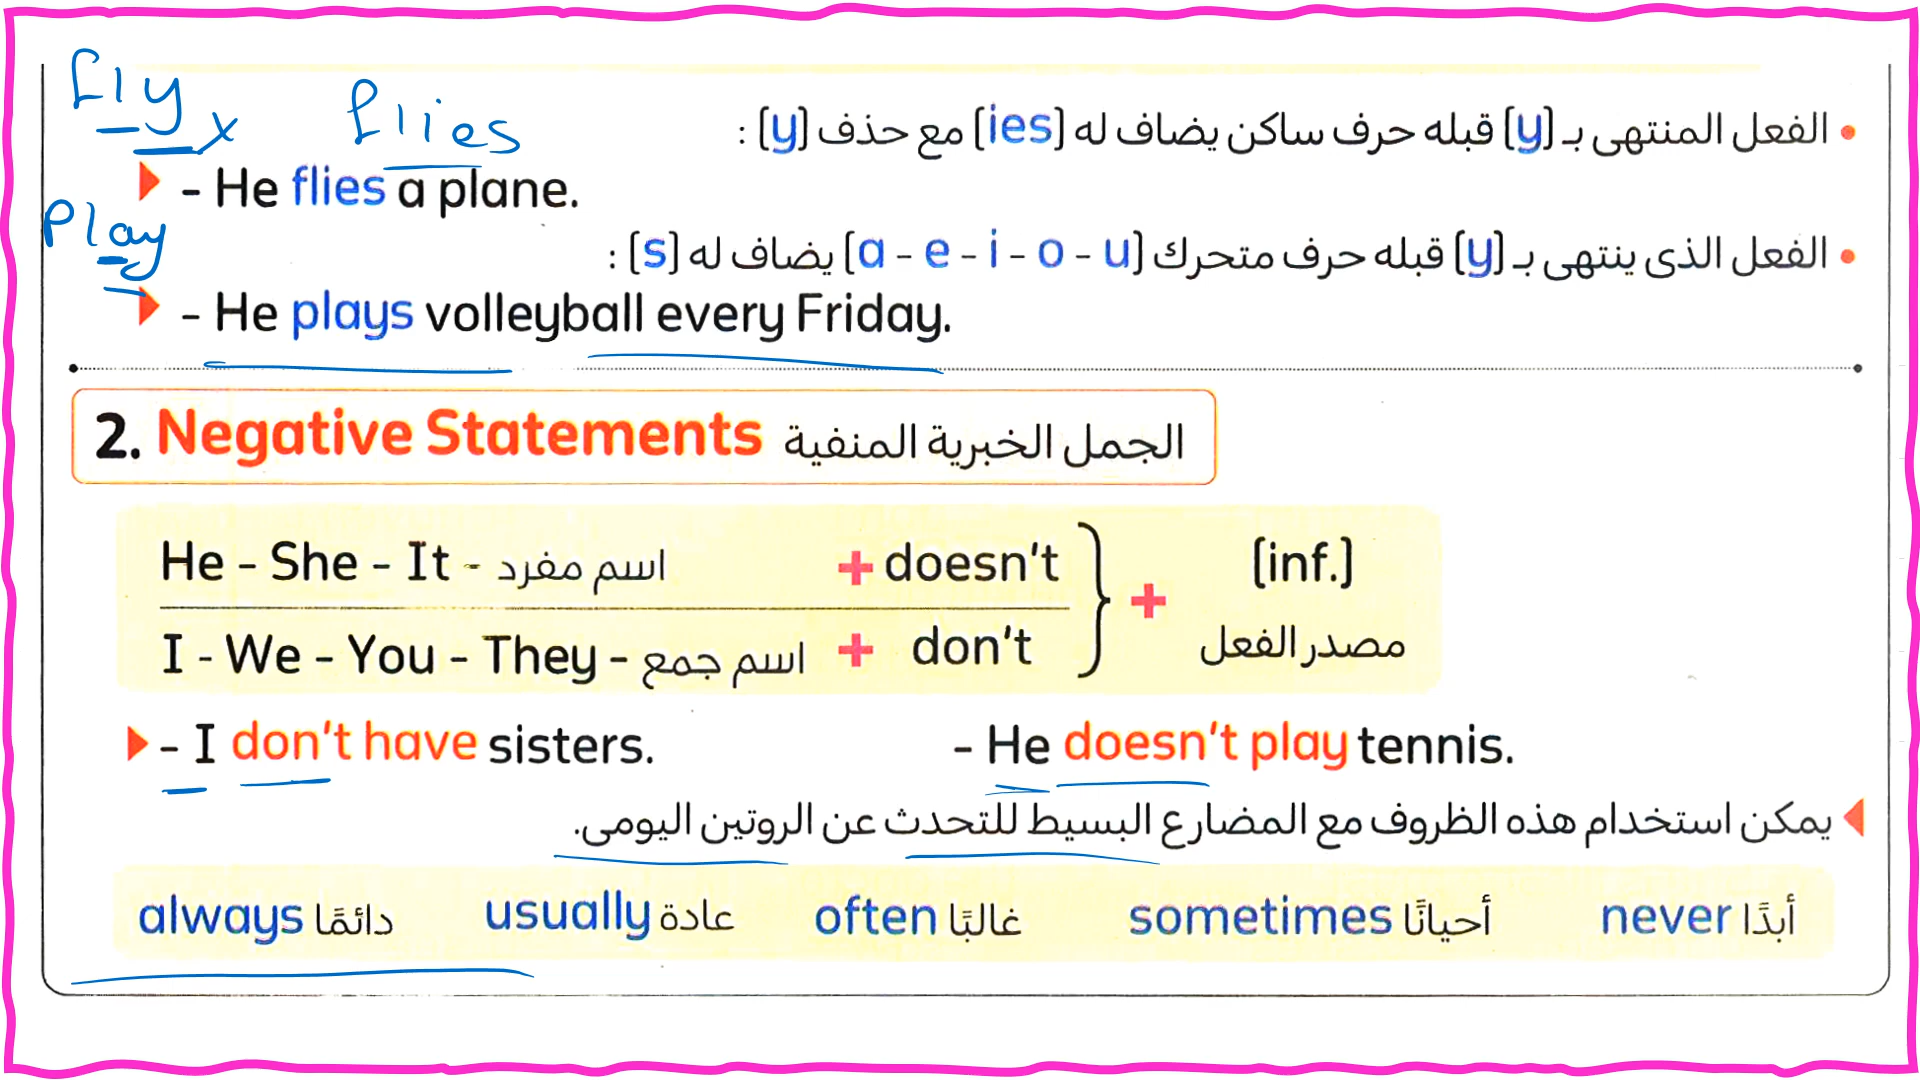 fly x flies
• الفعل المنتهى بـ (y) قبله حرف ساكن يضاف له (ies) مع حذف (y) :
- He flies a plane.
play
• الفعل الذى ينتهى بـ (y) قبله حرف متحرك (a - e - i - o - u) يضاف له (s) :
- He plays volleyball every Friday.
2. Negative Statements الجمل الخبرية المنفية
He - She - It - اسم مفرد + doesn't
I - We - You - They - اسم جمع + don't
+ (inf.)
مصدر الفعل
- I don't have sisters. - He doesn't play tennis.
يمكن استخدام هذه الظروف مع المضارع البسيط للتحدث عن الروتين اليومى.
always دائمًا usually عادة often غالبًا sometimes أحيانًا never أبدًا